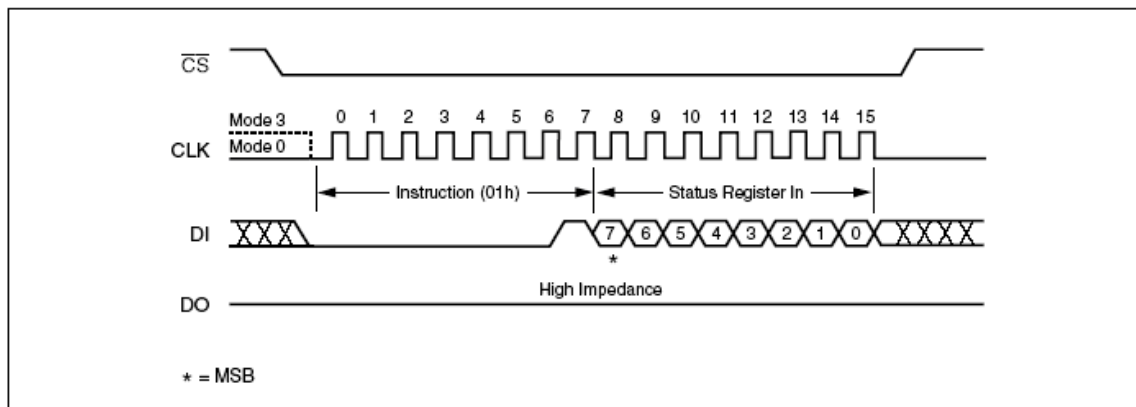 CS
Mode 3
0 1 2 3 4 5 6 7 8 9 10 11 12 13 14 15
CLK
Mode 0
Instruction (01h)
Status Register In
DI
7 6 5 4 3 2 1 0
*
High Impedance
DO
* = MSB